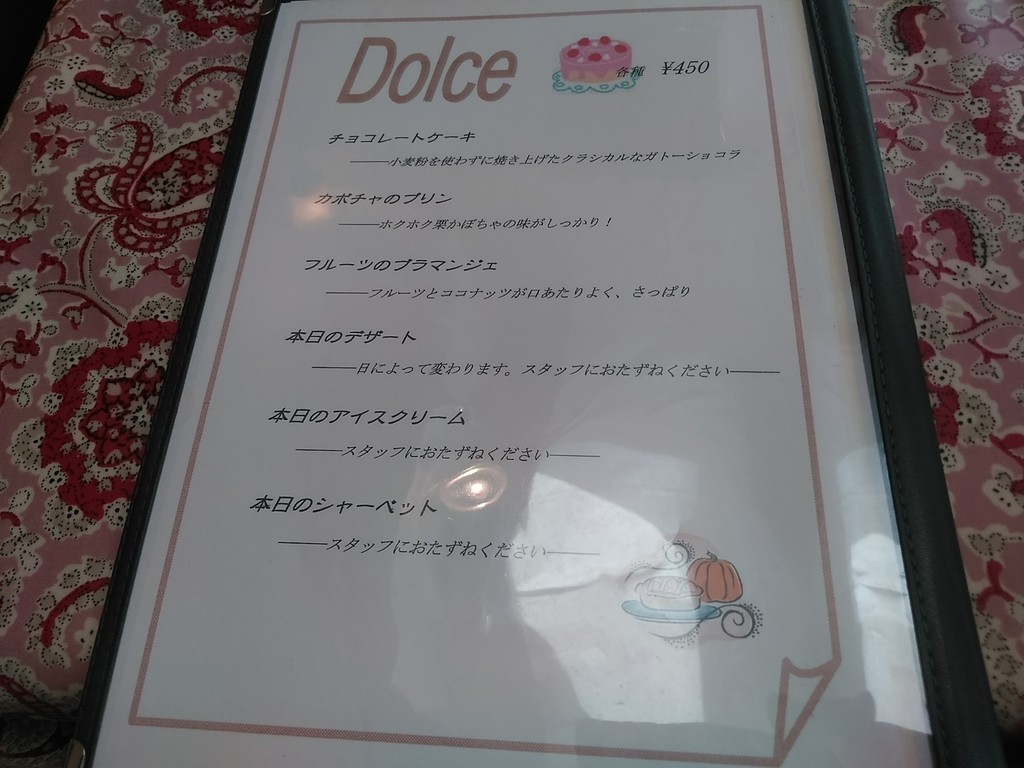 Dolce 各種 ¥450
チョコレートケーキ
――小麦粉を使わずに焼き上げたクラシカルなガトーショコラ
カボチャのプリン
――ホクホク栗かぼちゃの味がしっかり！
フルーツのブラマンジェ
――フルーツとココナッツが口あたりよく、さっぱり
本日のデザート
――日によって変わります。スタッフにおたずねください――
本日のアイスクリーム
――スタッフにおたずねください――
本日のシャーベット
――スタッフにおたずねください――